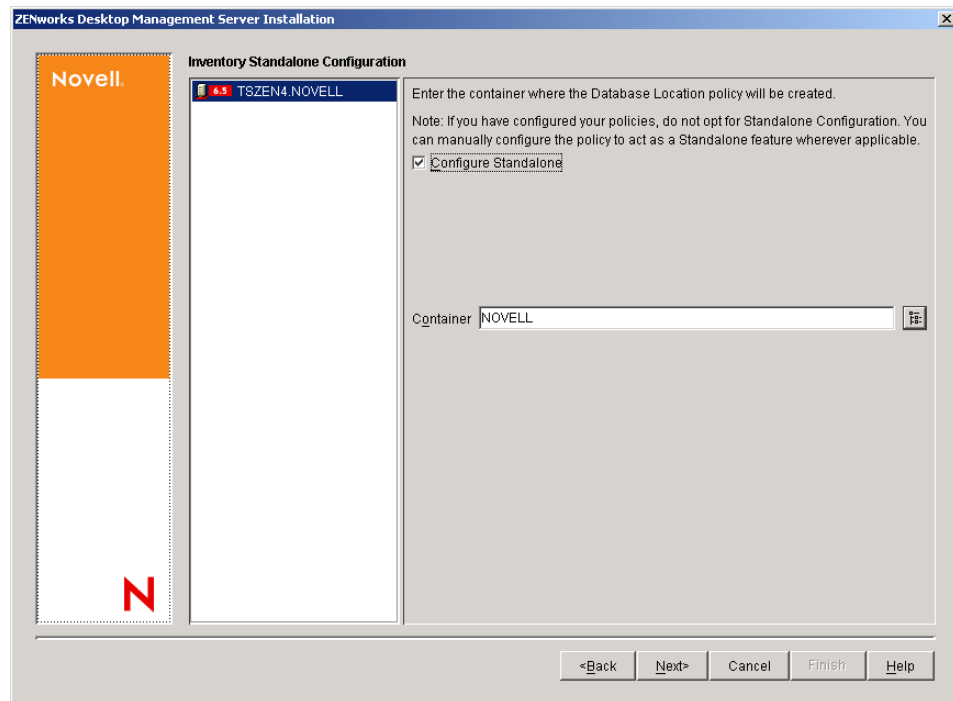 ZENworks Desktop Management Server Installation
Novell.
Inventory Standalone Configuration
6.5 TSZEN4.NOVELL
Enter the container where the Database Location policy will be created.
Note: If you have configured your policies, do not opt for Standalone Configuration. You
can manually configure the policy to act as a Standalone feature wherever applicable.
Configure Standalone
Container NOVELL
N
<Back Next> Cancel Finish Help